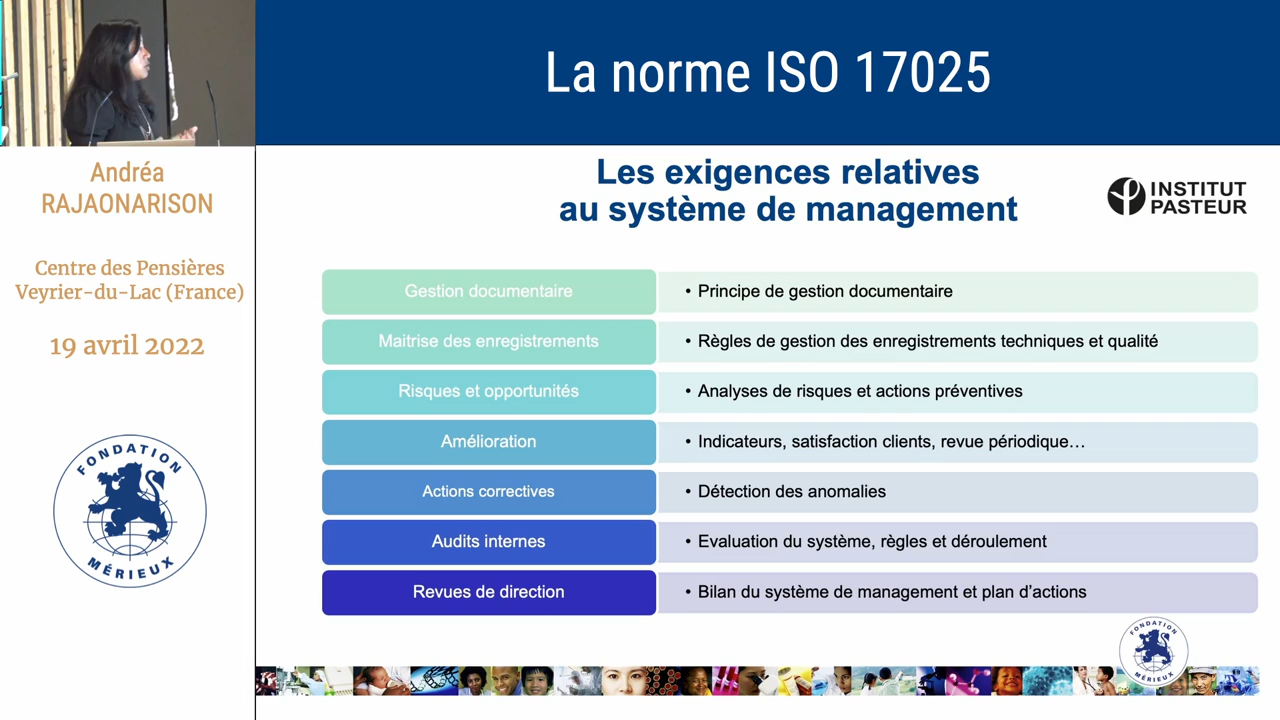 La norme ISO 17025
Andréa
RAJAONARISON
Centre des Pensières
Veyrier-du-Lac (France)
19 avril 2022
FONDATION
MÉRIEUX
Les exigences relatives
au système de management
INSTITUT
PASTEUR
Gestion documentaire
• Principe de gestion documentaire
Maitrise des enregistrements
• Règles de gestion des enregistrements techniques et qualité
Risques et opportunités
• Analyses de risques et actions préventives
Amélioration
• Indicateurs, satisfaction clients, revue périodique…
Actions correctives
• Détection des anomalies
Audits internes
• Evaluation du système, règles et déroulement
Revues de direction
• Bilan du système de management et plan d’actions
FONDATION
MÉRIEUX